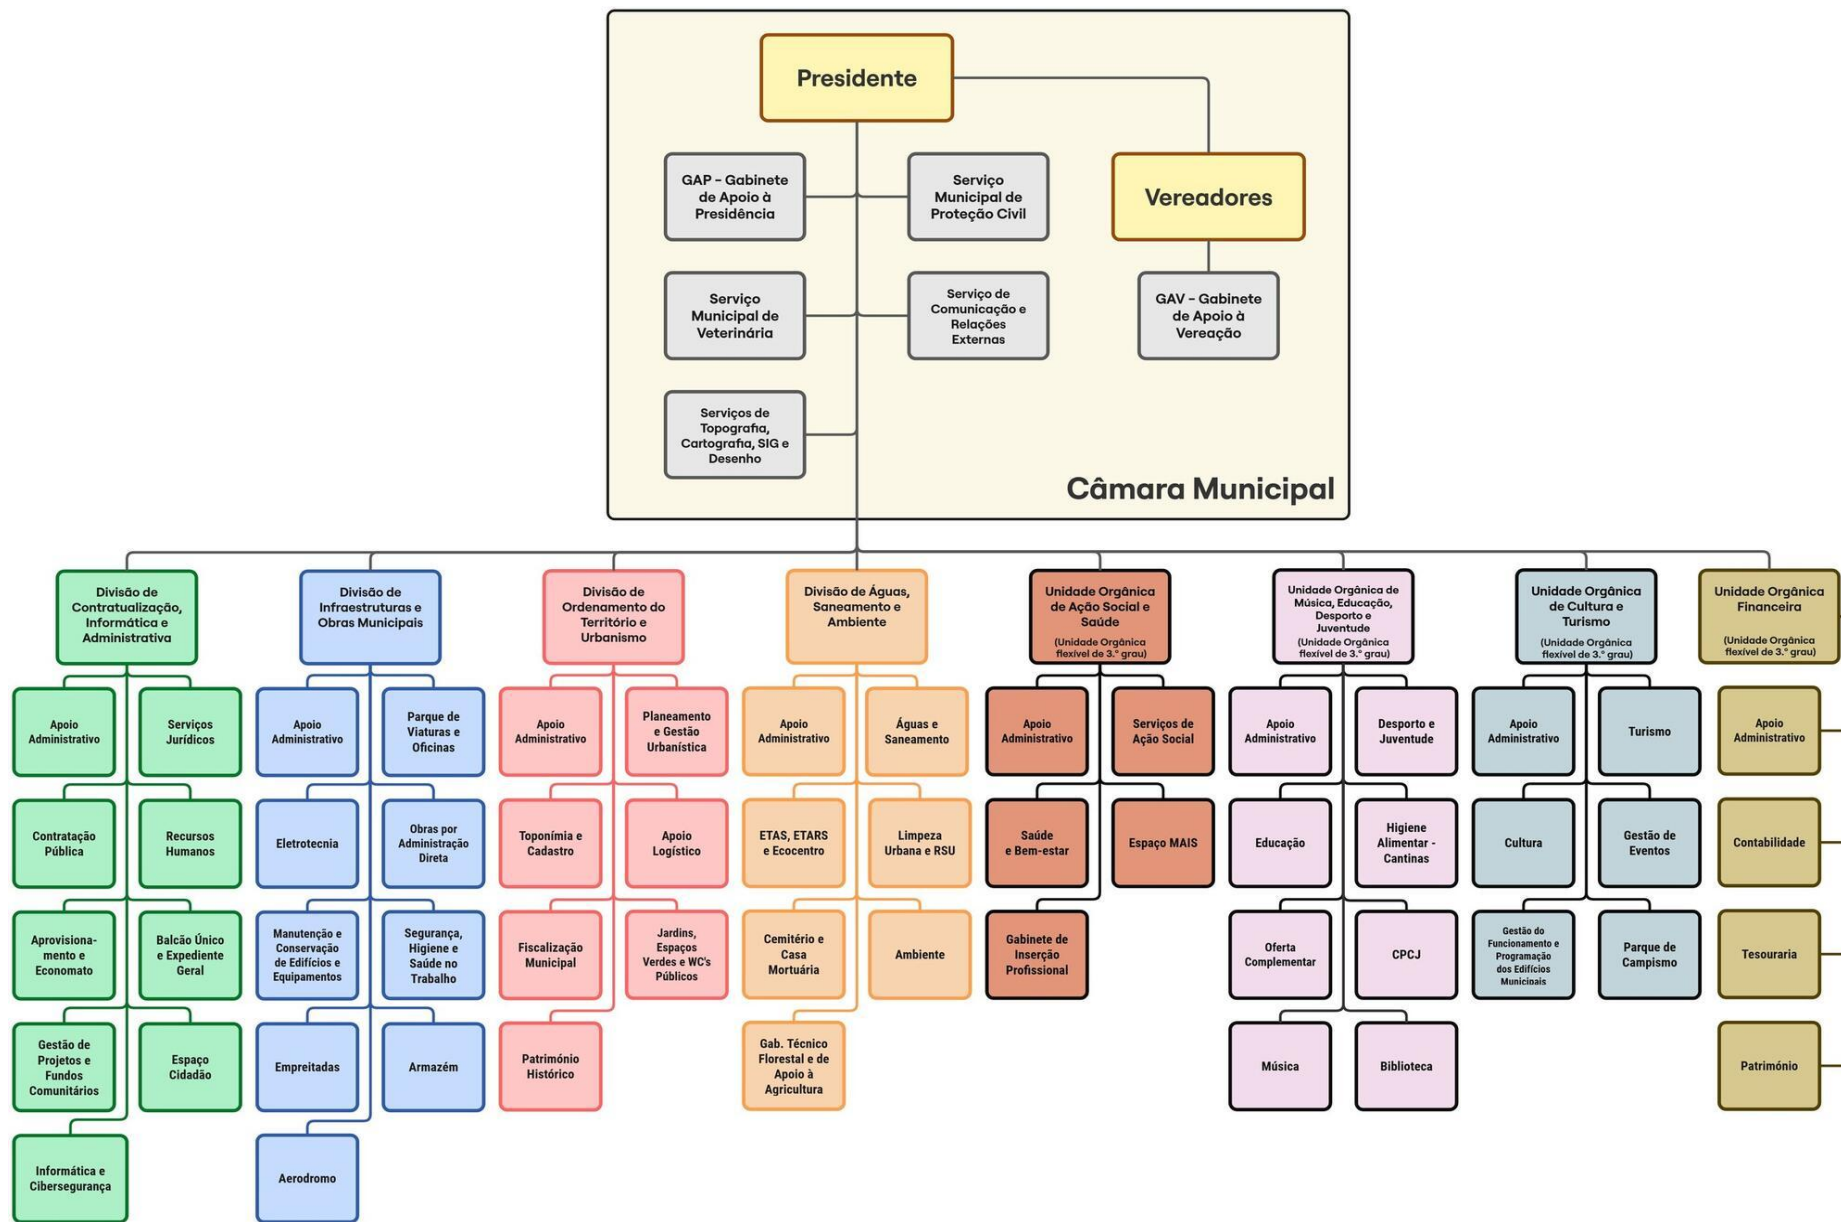 Presidente
GAP - Gabinete
de Apoio à
Presidência
Serviço
Municipal de
Proteção Civil
Vereadores
Serviço
Municipal de
Veterinária
Serviço de
Comunicação e
Relações
Externas
GAV - Gabinete
de Apoio à
Vereação
Serviços de
Topografia,
Cartografia, SIG e
Desenho
Câmara Municipal
Divisão de
Contratualização,
Informática e
Administrativa
Apoio
Administrativo
Serviços
Jurídicos
Contratação
Pública
Recursos
Humanos
Aprovisiona-
mento e
Economato
Balcão Único
e Expediente
Geral
Gestão de
Projetos e
Fundos
Comunitários
Espaço
Cidadão
Informática e
Cibersegurança
Divisão de
Infraestruturas e
Obras Municipais
Apoio
Administrativo
Parque de
Viaturas e
Oficinas
Eletrotecnia
Obras por
Administração
Direta
Manutenção e
Conservação
de Edifícios e
Equipamentos
Segurança,
Higiene e
Saúde no
Trabalho
Empreitadas
Armazém
Aerodromo
Divisão de
Ordenamento do
Território e
Urbanismo
Apoio
Administrativo
Planeamento
e Gestão
Urbanística
Toponímia e
Cadastro
Apoio
Logístico
Fiscalização
Municipal
Jardins,
Espaços
Verdes e WC's
Públicos
Património
Histórico
Divisão de Águas,
Saneamento e
Ambiente
Apoio
Administrativo
Águas e
Saneamento
ETAS, ETARS
e Ecocentro
Limpeza
Urbana e RSU
Cemitério e
Casa
Mortuária
Ambiente
Gab. Técnico
Florestal e de
Apoio à
Agricultura
Unidade Orgânica
de Ação Social e
Saúde
(Unidade Orgânica
flexível de 3.º grau)
Apoio
Administrativo
Serviços de
Ação Social
Saúde
e Bem-estar
Espaço MAIS
Gabinete de
Inserção
Profissional
Unidade Orgânica de
Música, Educação,
Desporto e
Juventude
(Unidade Orgânica
flexível de 3.º grau)
Apoio
Administrativo
Desporto e
Juventude
Educação
Higiene
Alimentar -
Cantinas
Oferta
Complementar
CPCJ
Música
Biblioteca
Unidade Orgânica
de Cultura e
Turismo
(Unidade Orgânica
flexível de 3.º grau)
Apoio
Administrativo
Turismo
Cultura
Gestão de
Eventos
Gestão do
Funcionamento e
Programação
dos Edifícios
Municipais
Parque de
Campismo
Unidade Orgânica
Financeira
(Unidade Orgânica
flexível de 3.º grau)
Apoio
Administrativo
Contabilidade
Tesouraria
Património